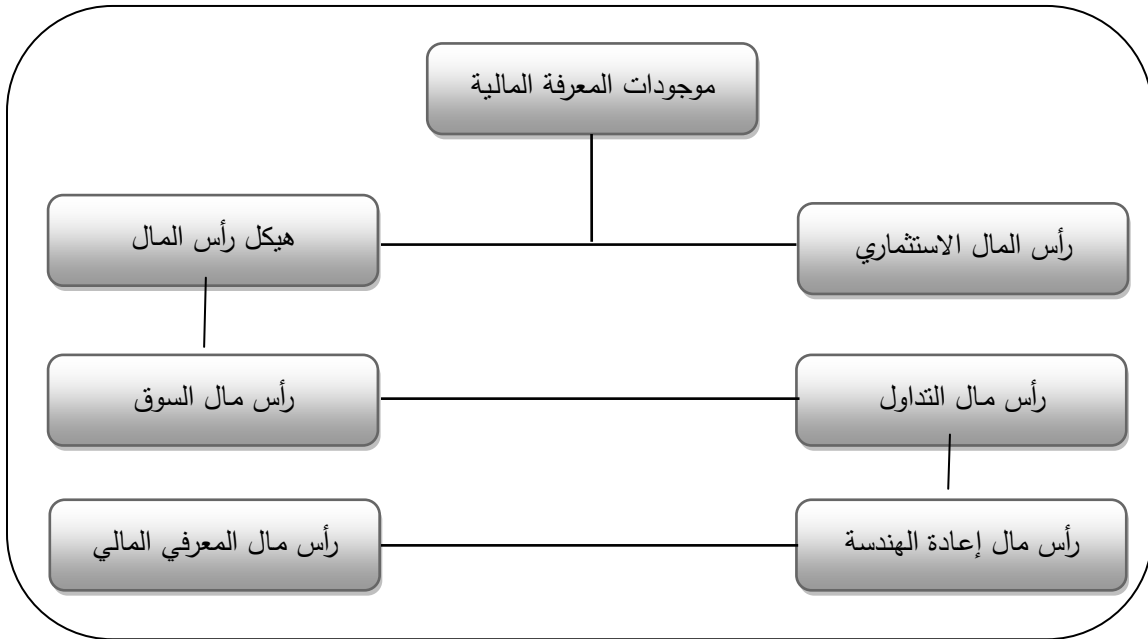 موجودات المعرفة المالية
رأس المال الاستثماري
هيكل رأس المال
رأس مال التداول
رأس مال السوق
رأس مال إعادة الهندسة
رأس مال المعرفي المالي